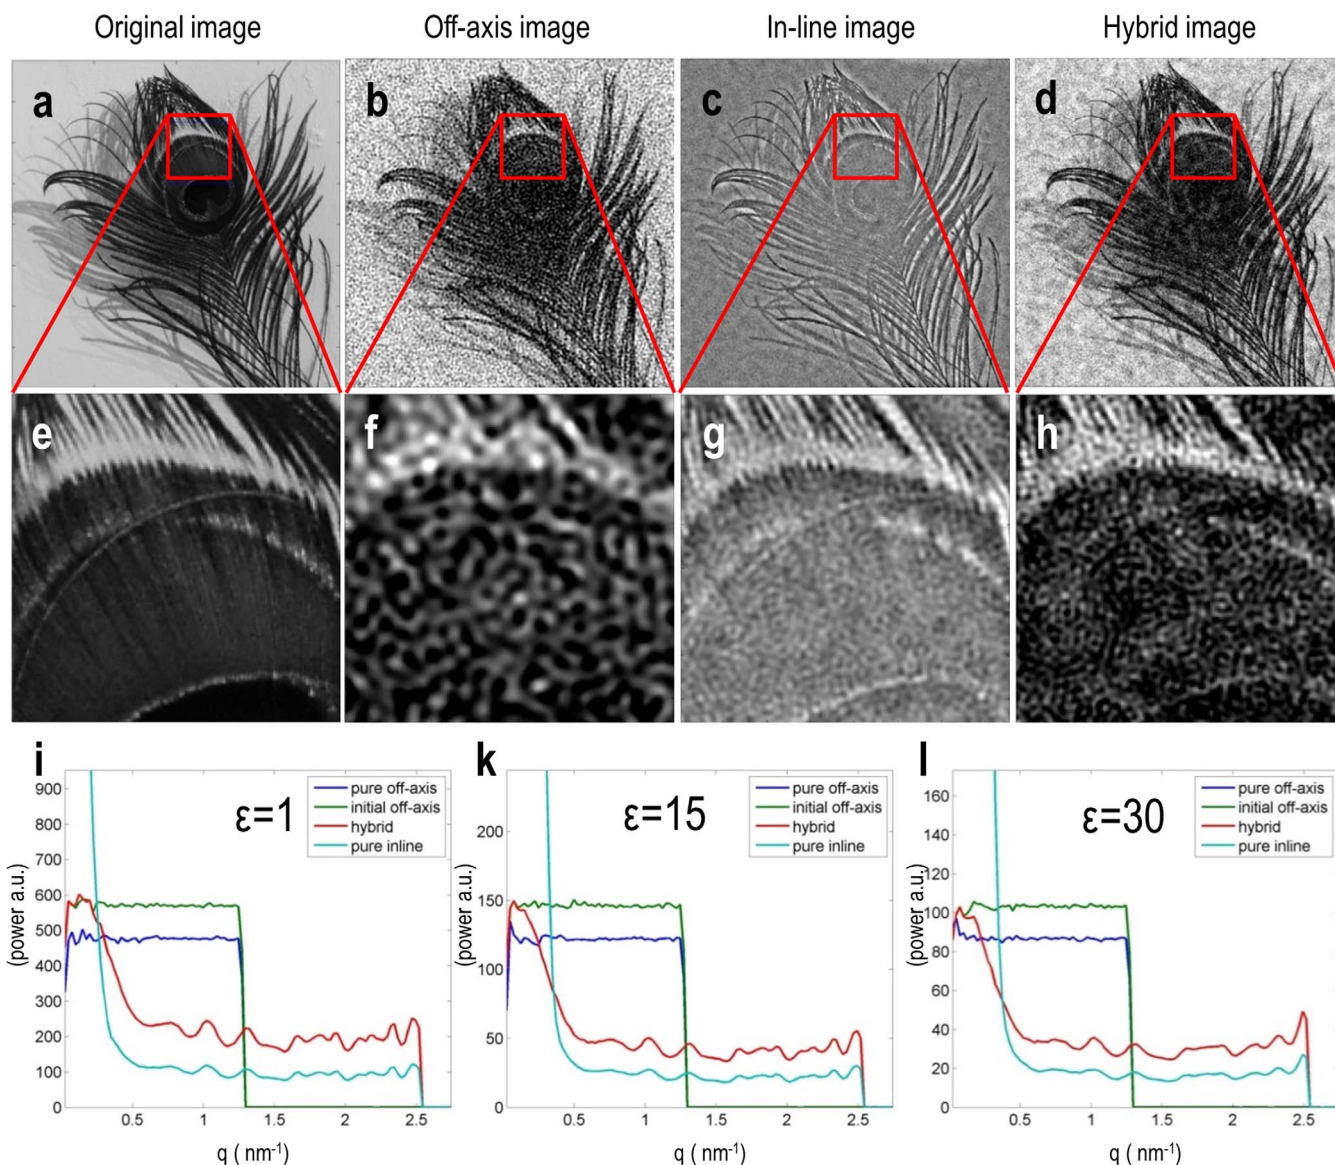 Original image Off-axis image In-line image Hybrid image
a b c d
e f g h
i k l
ε=1
pure off-axis
initial off-axis
hybrid
pure inline
900
800
700
600
500
400
300
200
100
0
(power a.u.)
0.5 1 1.5 2 2.5
q ( nm⁻¹)
ε=15
pure off-axis
initial off-axis
hybrid
pure inline
200
150
100
50
0
(power a.u.)
0.5 1 1.5 2 2.5
q ( nm⁻¹)
ε=30
pure off-axis
initial off-axis
hybrid
pure inline
160
140
120
100
80
60
40
20
0
(power a.u.)
0.5 1 1.5 2 2.5
q ( nm⁻¹)